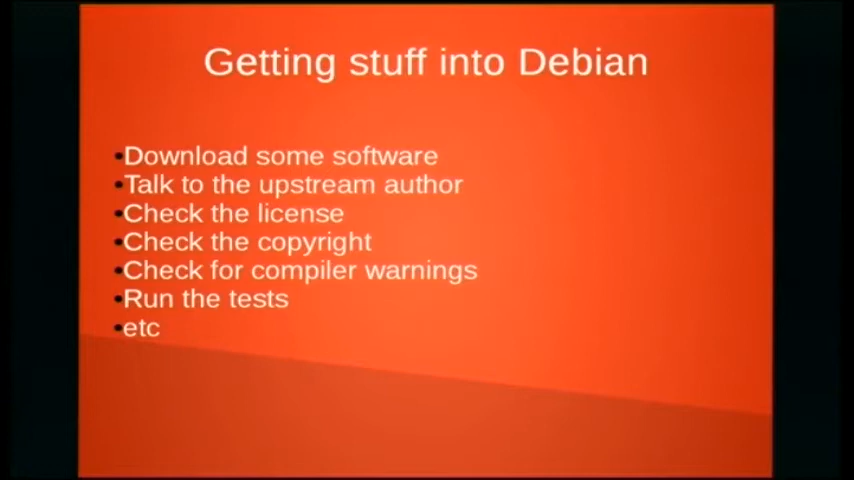 Getting stuff into Debian
•Download some software
•Talk to the upstream author
•Check the license
•Check the copyright
•Check for compiler warnings
•Run the tests
•etc